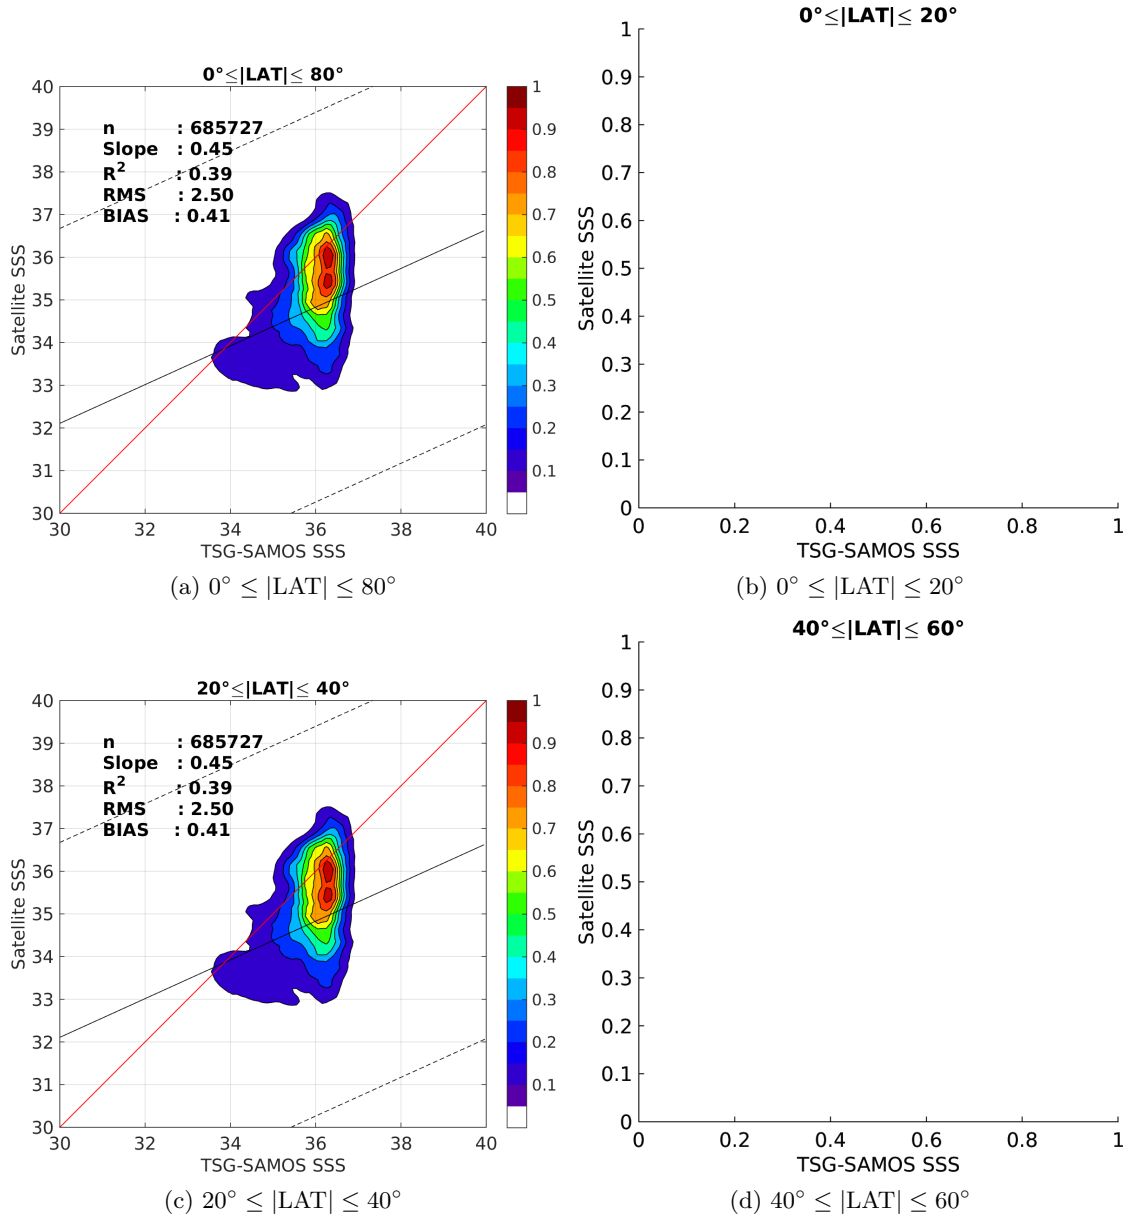 0°≤|LAT|≤ 80°
40
39
38
37
36
35
34
33
32
31
30
Satellite SSS
n : 685727
Slope : 0.45
R² : 0.39
RMS : 2.50
BIAS : 0.41
30 32 34 36 38 40
TSG-SAMOS SSS
1
0.9
0.8
0.7
0.6
0.5
0.4
0.3
0.2
0.1
(a) 0° ≤ |LAT| ≤ 80°
0°≤|LAT|≤ 20°
1
0.9
0.8
0.7
0.6
0.5
0.4
0.3
0.2
0.1
0
Satellite SSS
0 0.2 0.4 0.6 0.8 1
TSG-SAMOS SSS
(b) 0° ≤ |LAT| ≤ 20°
20°≤|LAT|≤ 40°
40
39
38
37
36
35
34
33
32
31
30
Satellite SSS
n : 685727
Slope : 0.45
R² : 0.39
RMS : 2.50
BIAS : 0.41
30 32 34 36 38 40
TSG-SAMOS SSS
1
0.9
0.8
0.7
0.6
0.5
0.4
0.3
0.2
0.1
(c) 20° ≤ |LAT| ≤ 40°
40°≤|LAT|≤ 60°
1
0.9
0.8
0.7
0.6
0.5
0.4
0.3
0.2
0.1
0
Satellite SSS
0 0.2 0.4 0.6 0.8 1
TSG-SAMOS SSS
(d) 40° ≤ |LAT| ≤ 60°